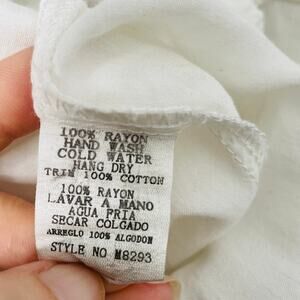 100% RAYON
HAND WASH
COLD WATER
HANG DRY
TRIM 100% COTTON
100% RAYON
LAVAR A MANO
AGUA PRIA
SECAR COLGADO
ARREGLO 100% ALGODON
STYLE NO M8293